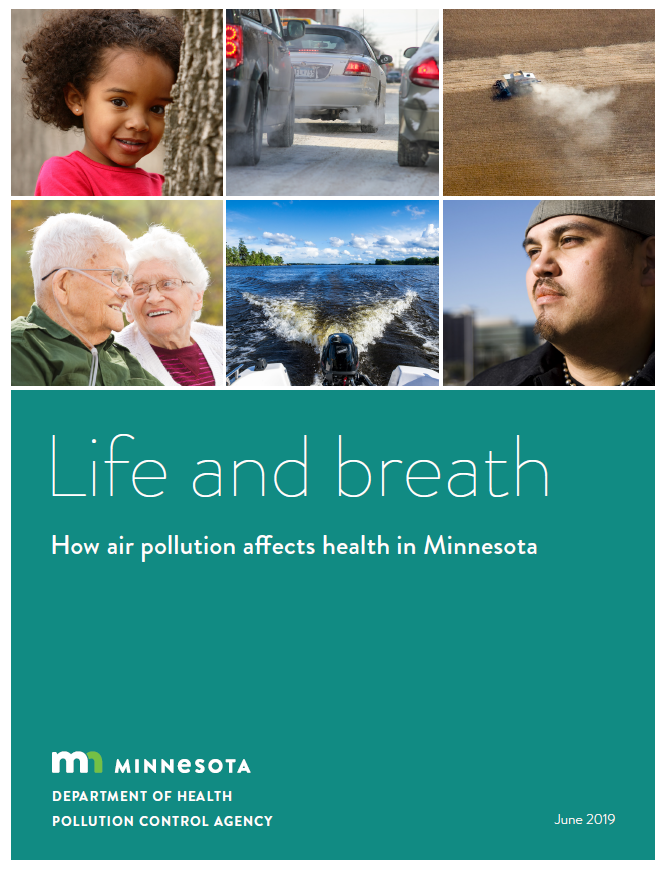 Life and breath
How air pollution affects health in Minnesota
mn MINNESOTA
DEPARTMENT OF HEALTH
POLLUTION CONTROL AGENCY
June 2019